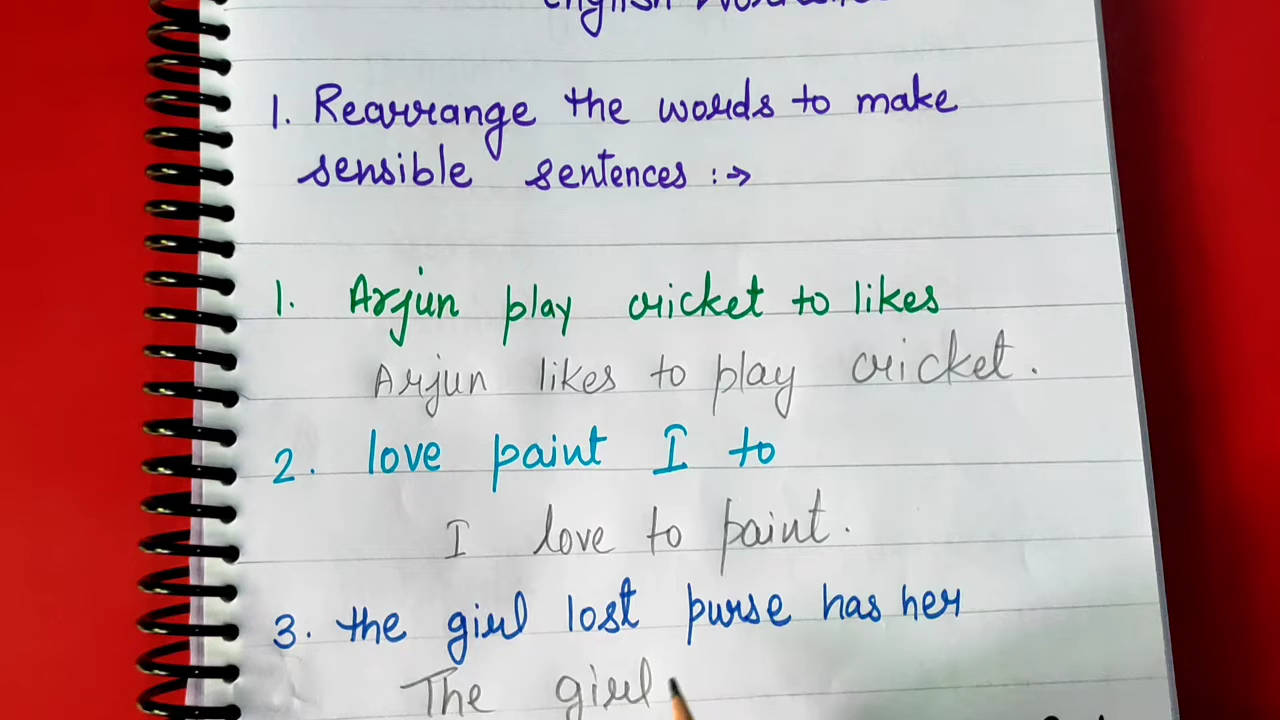 English
1. Rearrange the words to make
sensible sentences :→
1. Arjun play cricket to likes
Arjun likes to play cricket.
2. love paint I to
I love to paint.
3. the girl lost purse has her
The girl